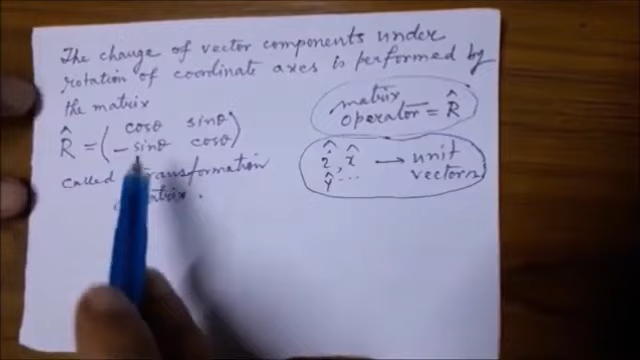 The change of vector components under
rotation of coordinate axes is performed by
the matrix
R̂ = ( cosθ sinθ
-sinθ cosθ )
called transformation
matrix.
matrix
operator = R̂
î, x̂ → unit
ŷ ... vectors